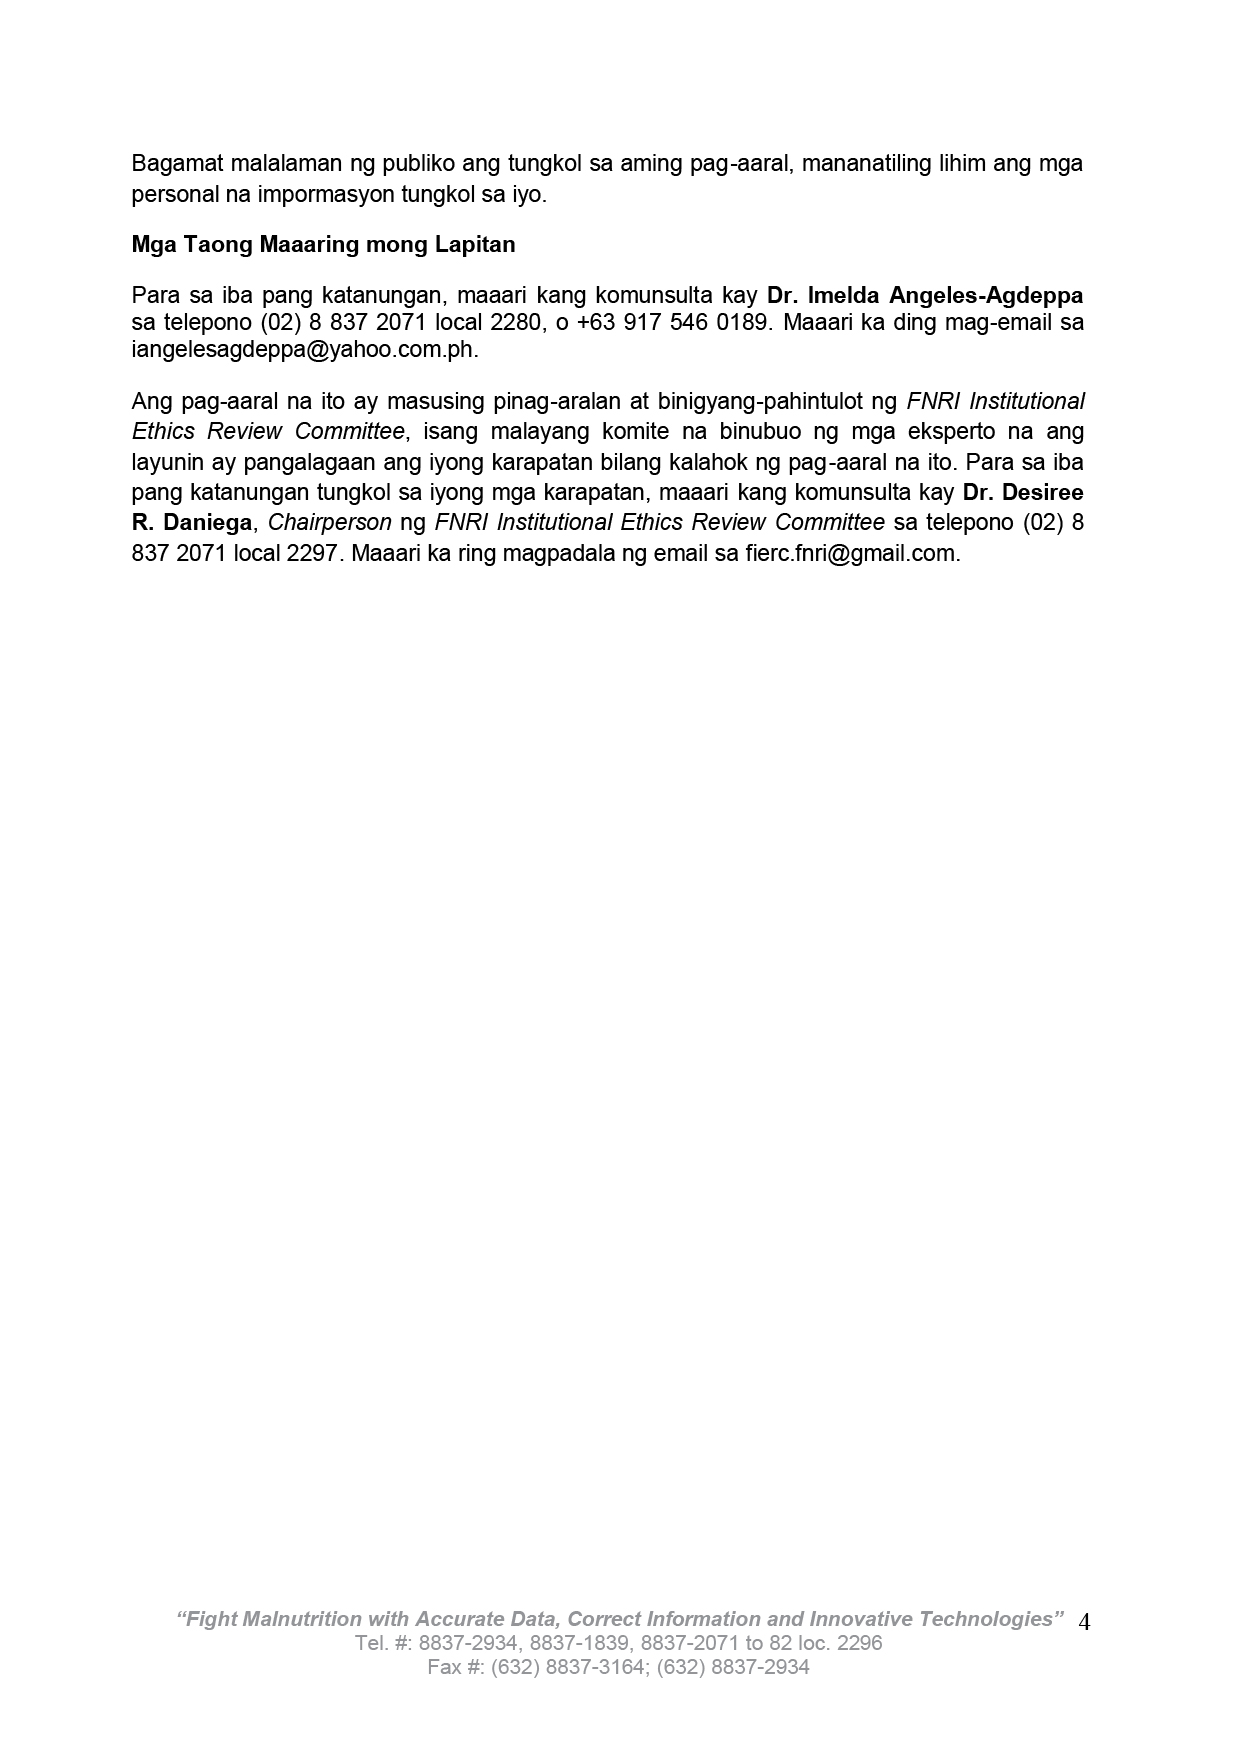 Bagamat malalaman ng publiko ang tungkol sa aming pag-aaral, mananatiling lihim ang mga
personal na impormasyon tungkol sa iyo.
Mga Taong Maaaring mong Lapitan
Para sa iba pang katanungan, maaari kang komunsulta kay Dr. Imelda Angeles-Agdeppa
sa telepono (02) 8 837 2071 local 2280, o +63 917 546 0189. Maaari ka ding mag-email sa
iangelesagdeppa@yahoo.com.ph.
Ang pag-aaral na ito ay masusing pinag-aralan at binigyang-pahintulot ng FNRI Institutional
Ethics Review Committee, isang malayang komite na binubuo ng mga eksperto na ang
layunin ay pangalagaan ang iyong karapatan bilang kalahok ng pag-aaral na ito. Para sa iba
pang katanungan tungkol sa iyong mga karapatan, maaari kang komunsulta kay Dr. Desiree
R. Daniega, Chairperson ng FNRI Institutional Ethics Review Committee sa telepono (02) 8
837 2071 local 2297. Maaari ka ring magpadala ng email sa fierc.fnri@gmail.com.
“Fight Malnutrition with Accurate Data, Correct Information and Innovative Technologies” 4
Tel. #: 8837-2934, 8837-1839, 8837-2071 to 82 loc. 2296
Fax #: (632) 8837-3164; (632) 8837-2934